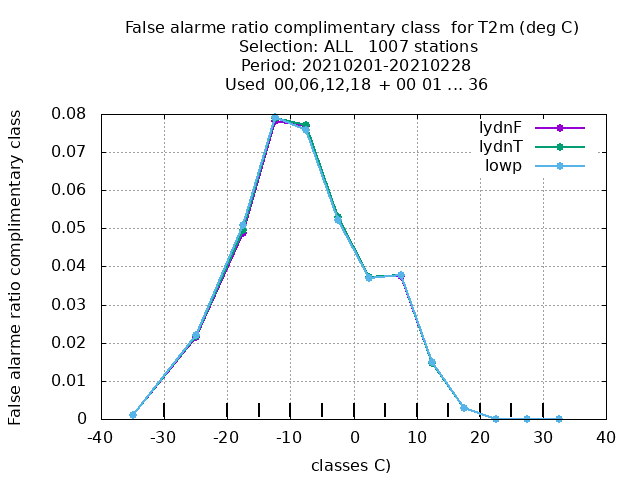 False alarme ratio complimentary class  for T2m (deg C)
Selection: ALL   1007 stations
Period: 20210201-20210228
Used  00,06,12,18  + 00 01 ... 36
False alarme ratio complimentary class
0.08
0.07
0.06
0.05
0.04
0.03
0.02
0.01
0
lydnF
lydnT
lowp
-40 -30 -20 -10 0 10 20 30 40
classes C)